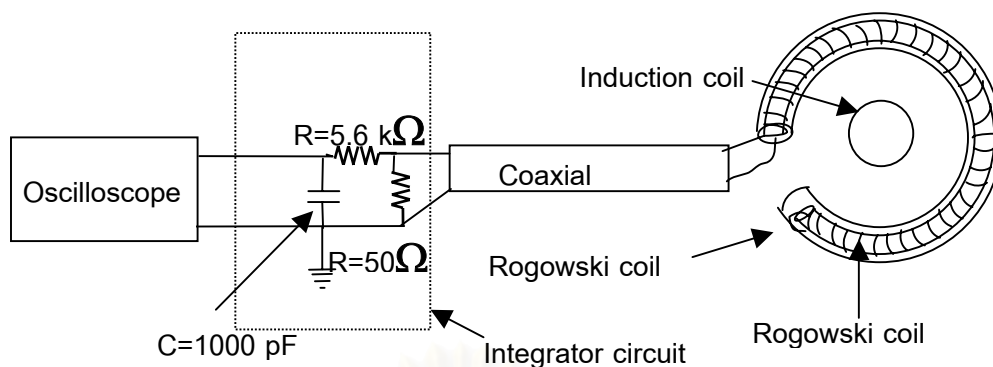 Induction coil
R=5.6 kΩ
Oscilloscope
Coaxial
R=50Ω
Rogowski coil
C=1000 pF
Integrator circuit
Rogowski coil